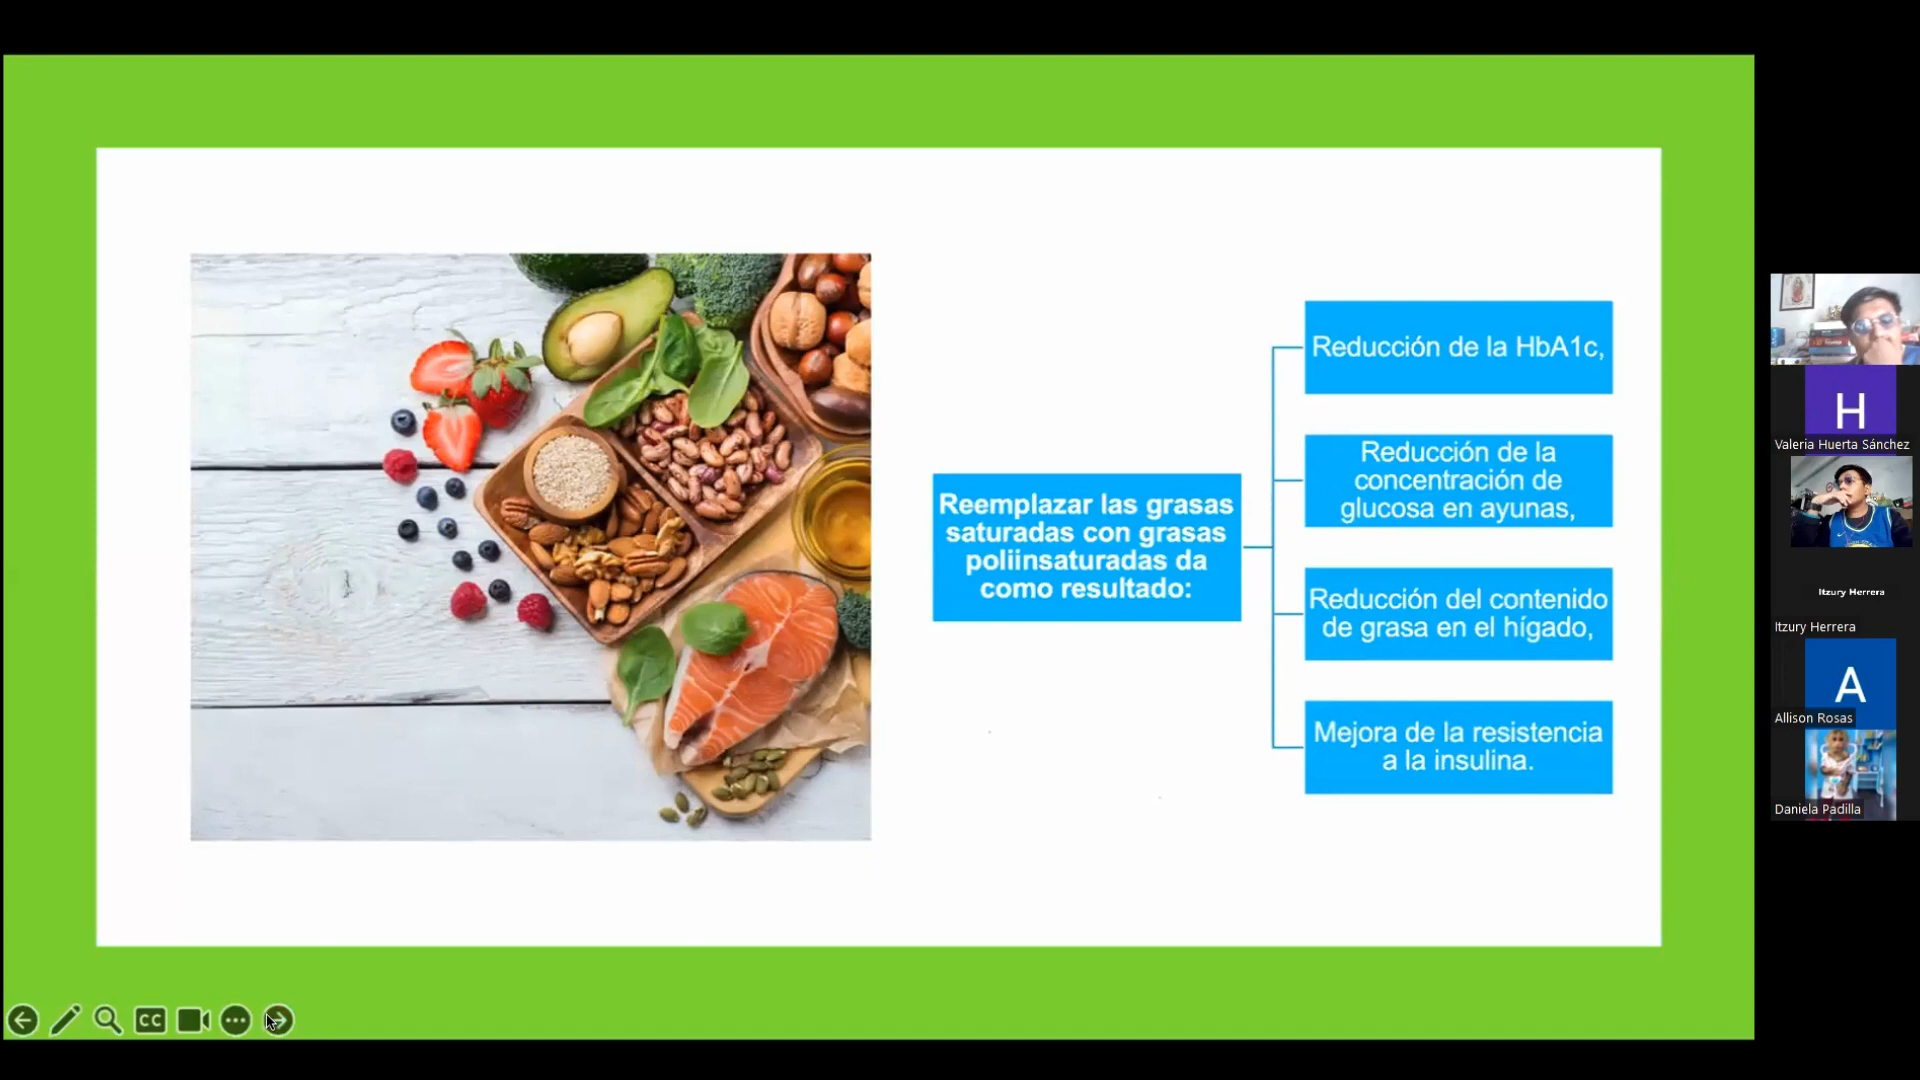 Reemplazar las grasas
saturadas con grasas
poliinsaturadas da
como resultado:
Reducción de la HbA1c,
Reducción de la
concentración de
glucosa en ayunas,
Reducción del contenido
de grasa en el hígado,
Mejora de la resistencia
a la insulina.
H
Valeria Huerta Sánchez
Itzury Herrera
Itzury Herrera
A
Allison Rosas
Daniela Padilla
CC